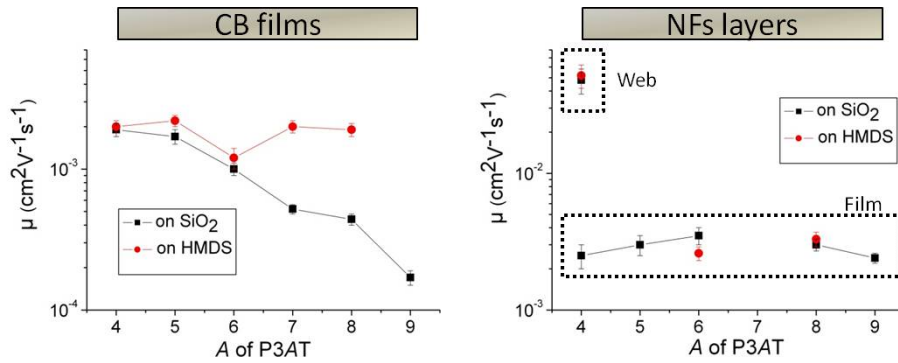 CB films
μ (cm²V⁻¹s⁻¹)
10⁻³
10⁻⁴
on SiO₂
on HMDS
4 5 6 7 8 9
A of P3AT
NFs layers
μ (cm²V⁻¹s⁻¹)
10⁻²
10⁻³
Web
on SiO₂
on HMDS
Film
4 5 6 7 8 9
A of P3AT